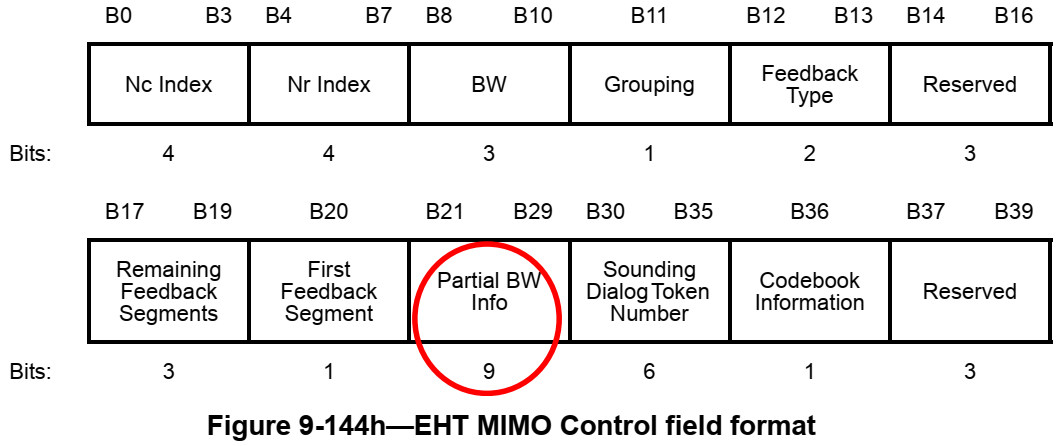 B0 B3 B4 B7 B8 B10 B11 B12 B13 B14 B16
Nc Index Nr Index BW Grouping Feedback Type Reserved
Bits: 4 4 3 1 2 3
B17 B19 B20 B21 B29 B30 B35 B36 B37 B39
Remaining Feedback Segments First Feedback Segment Partial BW Info Sounding Dialog Token Number Codebook Information Reserved
Bits: 3 1 9 6 1 3
Figure 9-144h—EHT MIMO Control field format